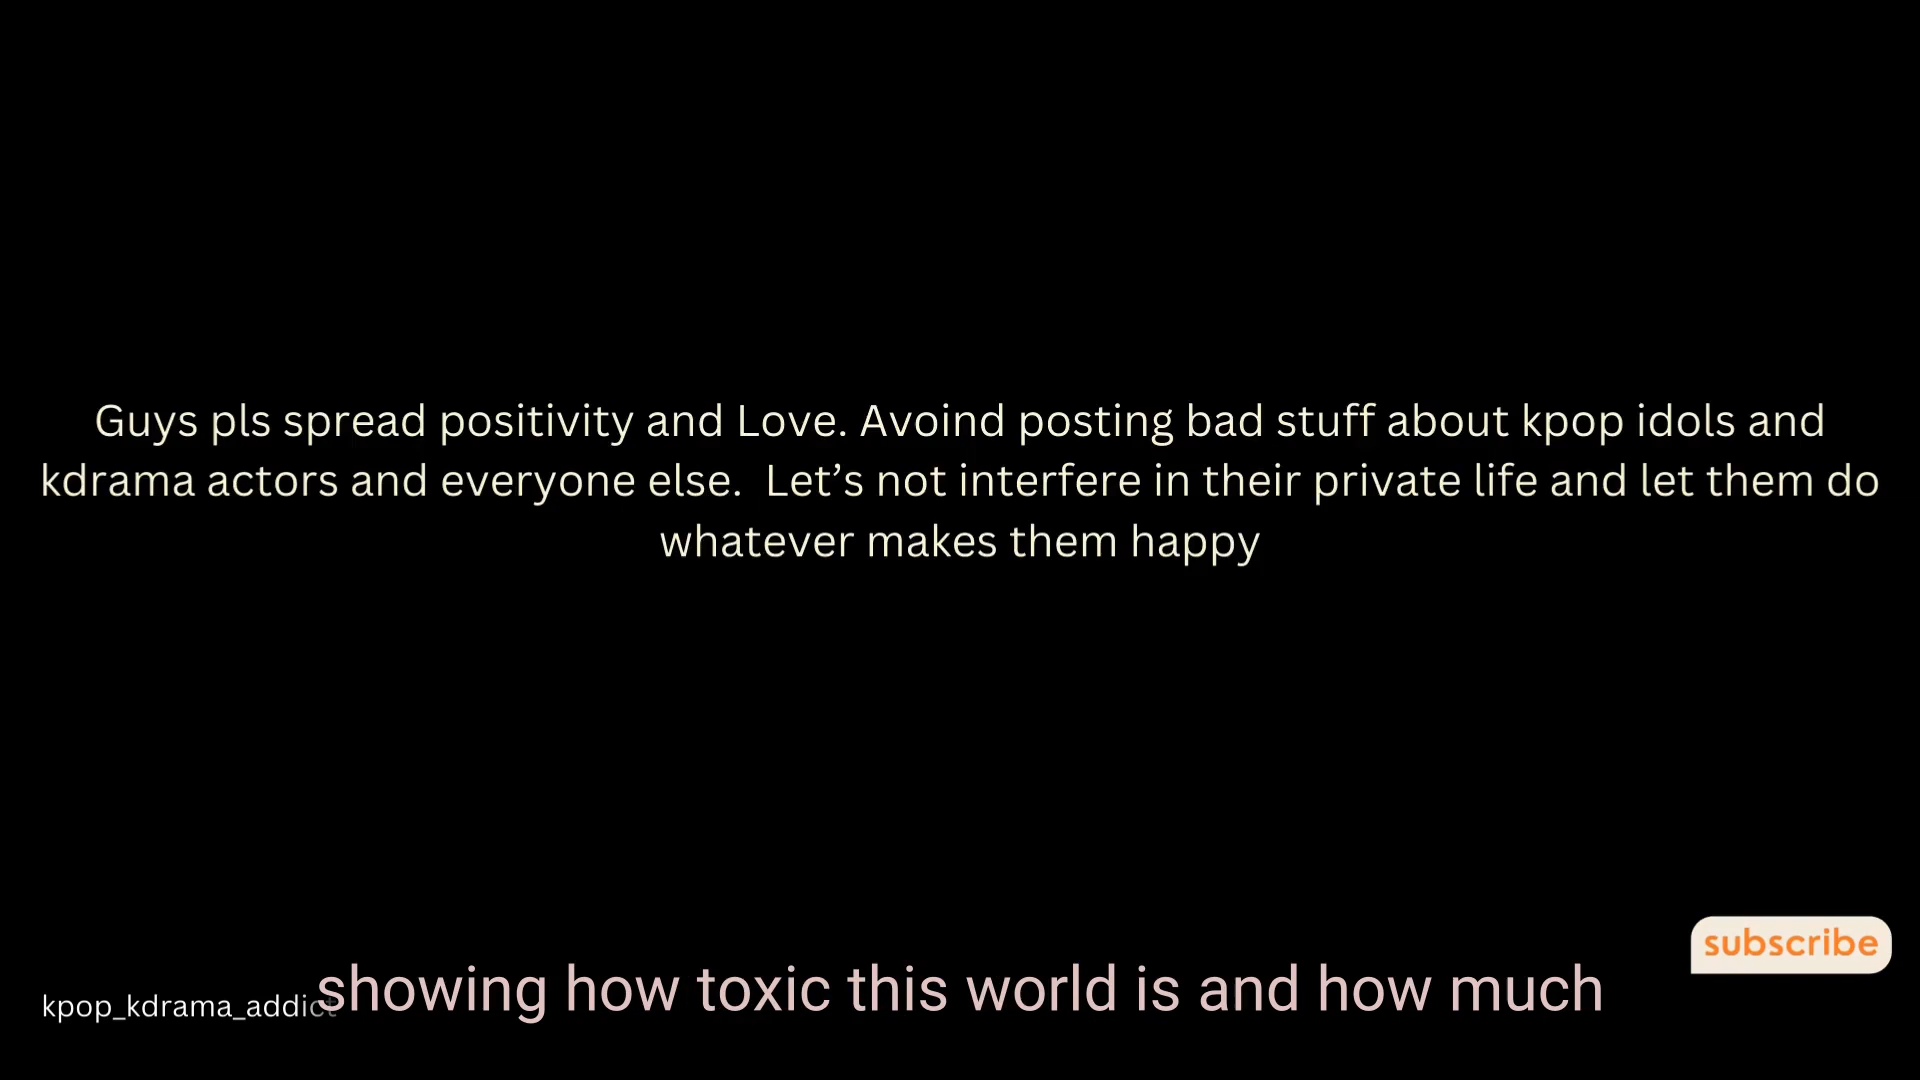 Guys pls spread positivity and Love. Avoind posting bad stuff about kpop idols and
kdrama actors and everyone else.  Let’s not interfere in their private life and let them do
whatever makes them happy
subscribe
showing how toxic this world is and how much
kpop_kdrama_addict